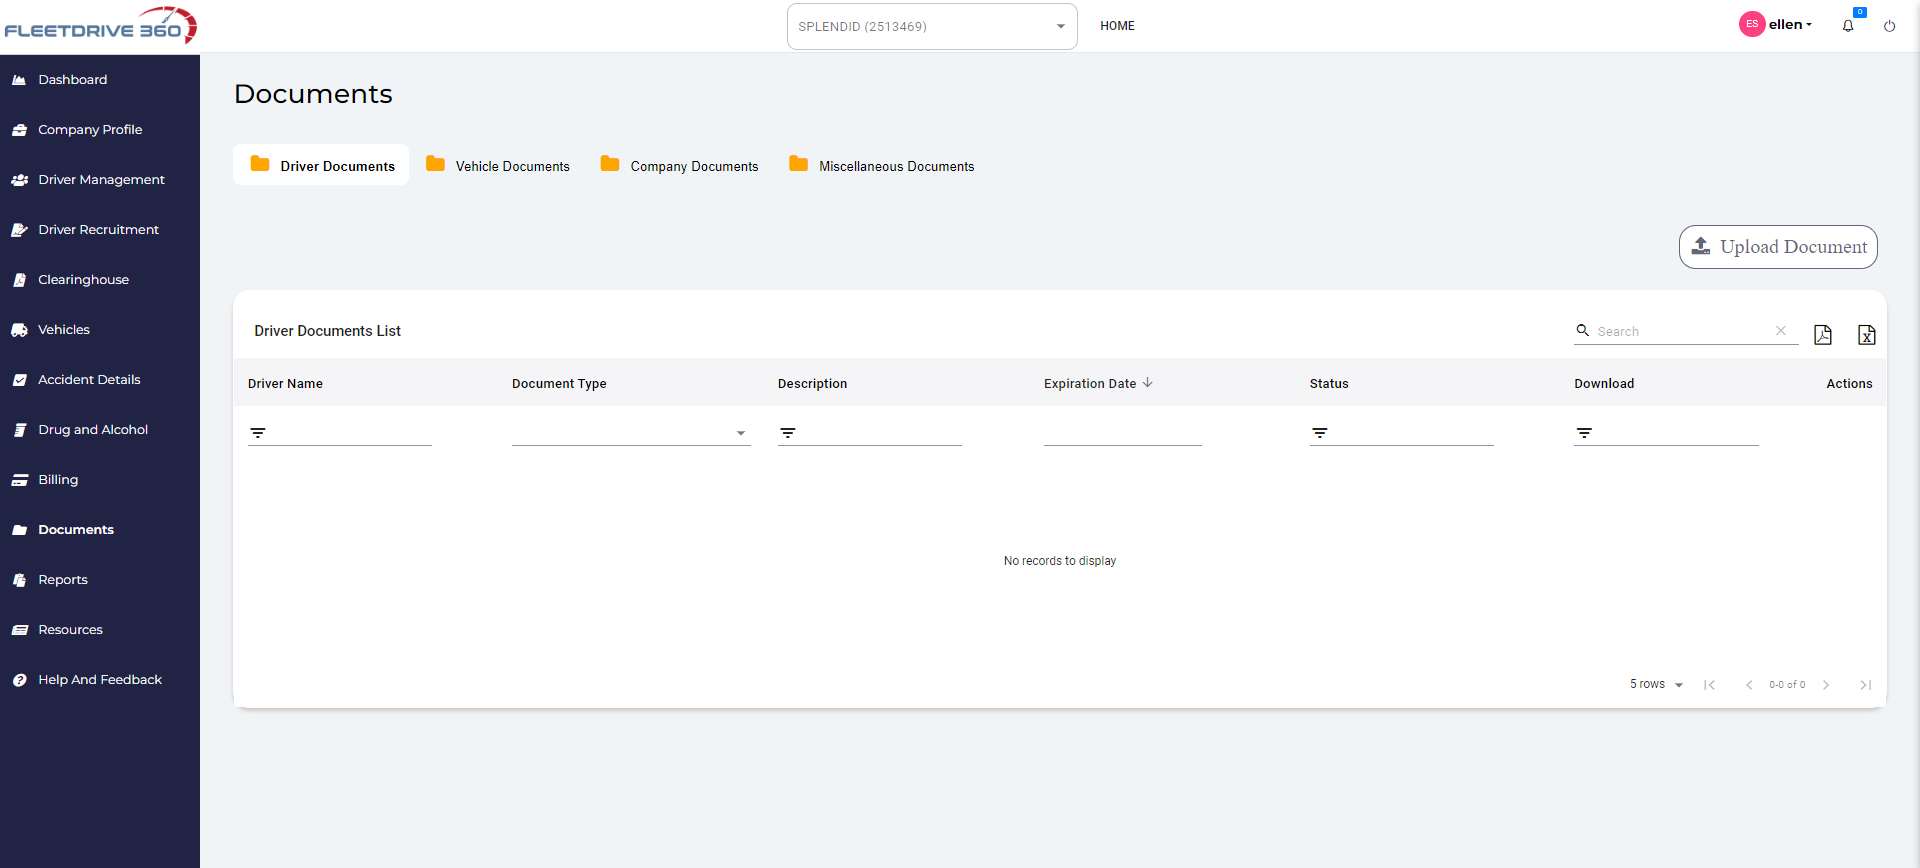 FLEETDRIVE 360
SPLENDID (2513469)
HOME
ES
ellen
0
Dashboard
Company Profile
Driver Management
Driver Recruitment
Clearinghouse
Vehicles
Accident Details
Drug and Alcohol
Billing
Documents
Reports
Resources
Help And Feedback
Documents
Driver Documents
Vehicle Documents
Company Documents
Miscellaneous Documents
Upload Document
Driver Documents List
Search
Driver Name
Document Type
Description
Expiration Date
Status
Download
Actions
No records to display
5 rows
0-0 of 0